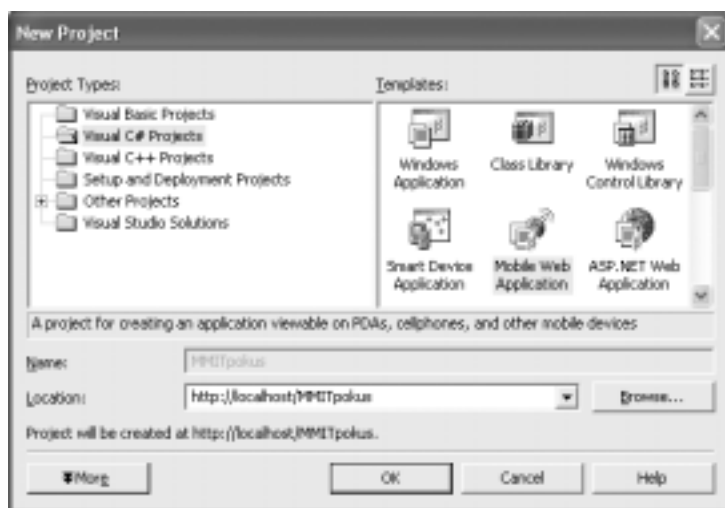 New Project
Project Types:
Templates:
Visual Basic Projects
Visual C# Projects
Visual C++ Projects
Setup and Deployment Projects
Other Projects
Visual Studio Solutions
Windows Application
Class Library
Windows Control Library
Smart Device Application
Mobile Web Application
ASP.NET Web Application
A project for creating an application viewable on PDAs, cellphones, and other mobile devices
Name:
MMITpokus
Location:
http://localhost/MMITpokus
Browse...
Project will be created at http://localhost/MMITpokus.
More
OK
Cancel
Help